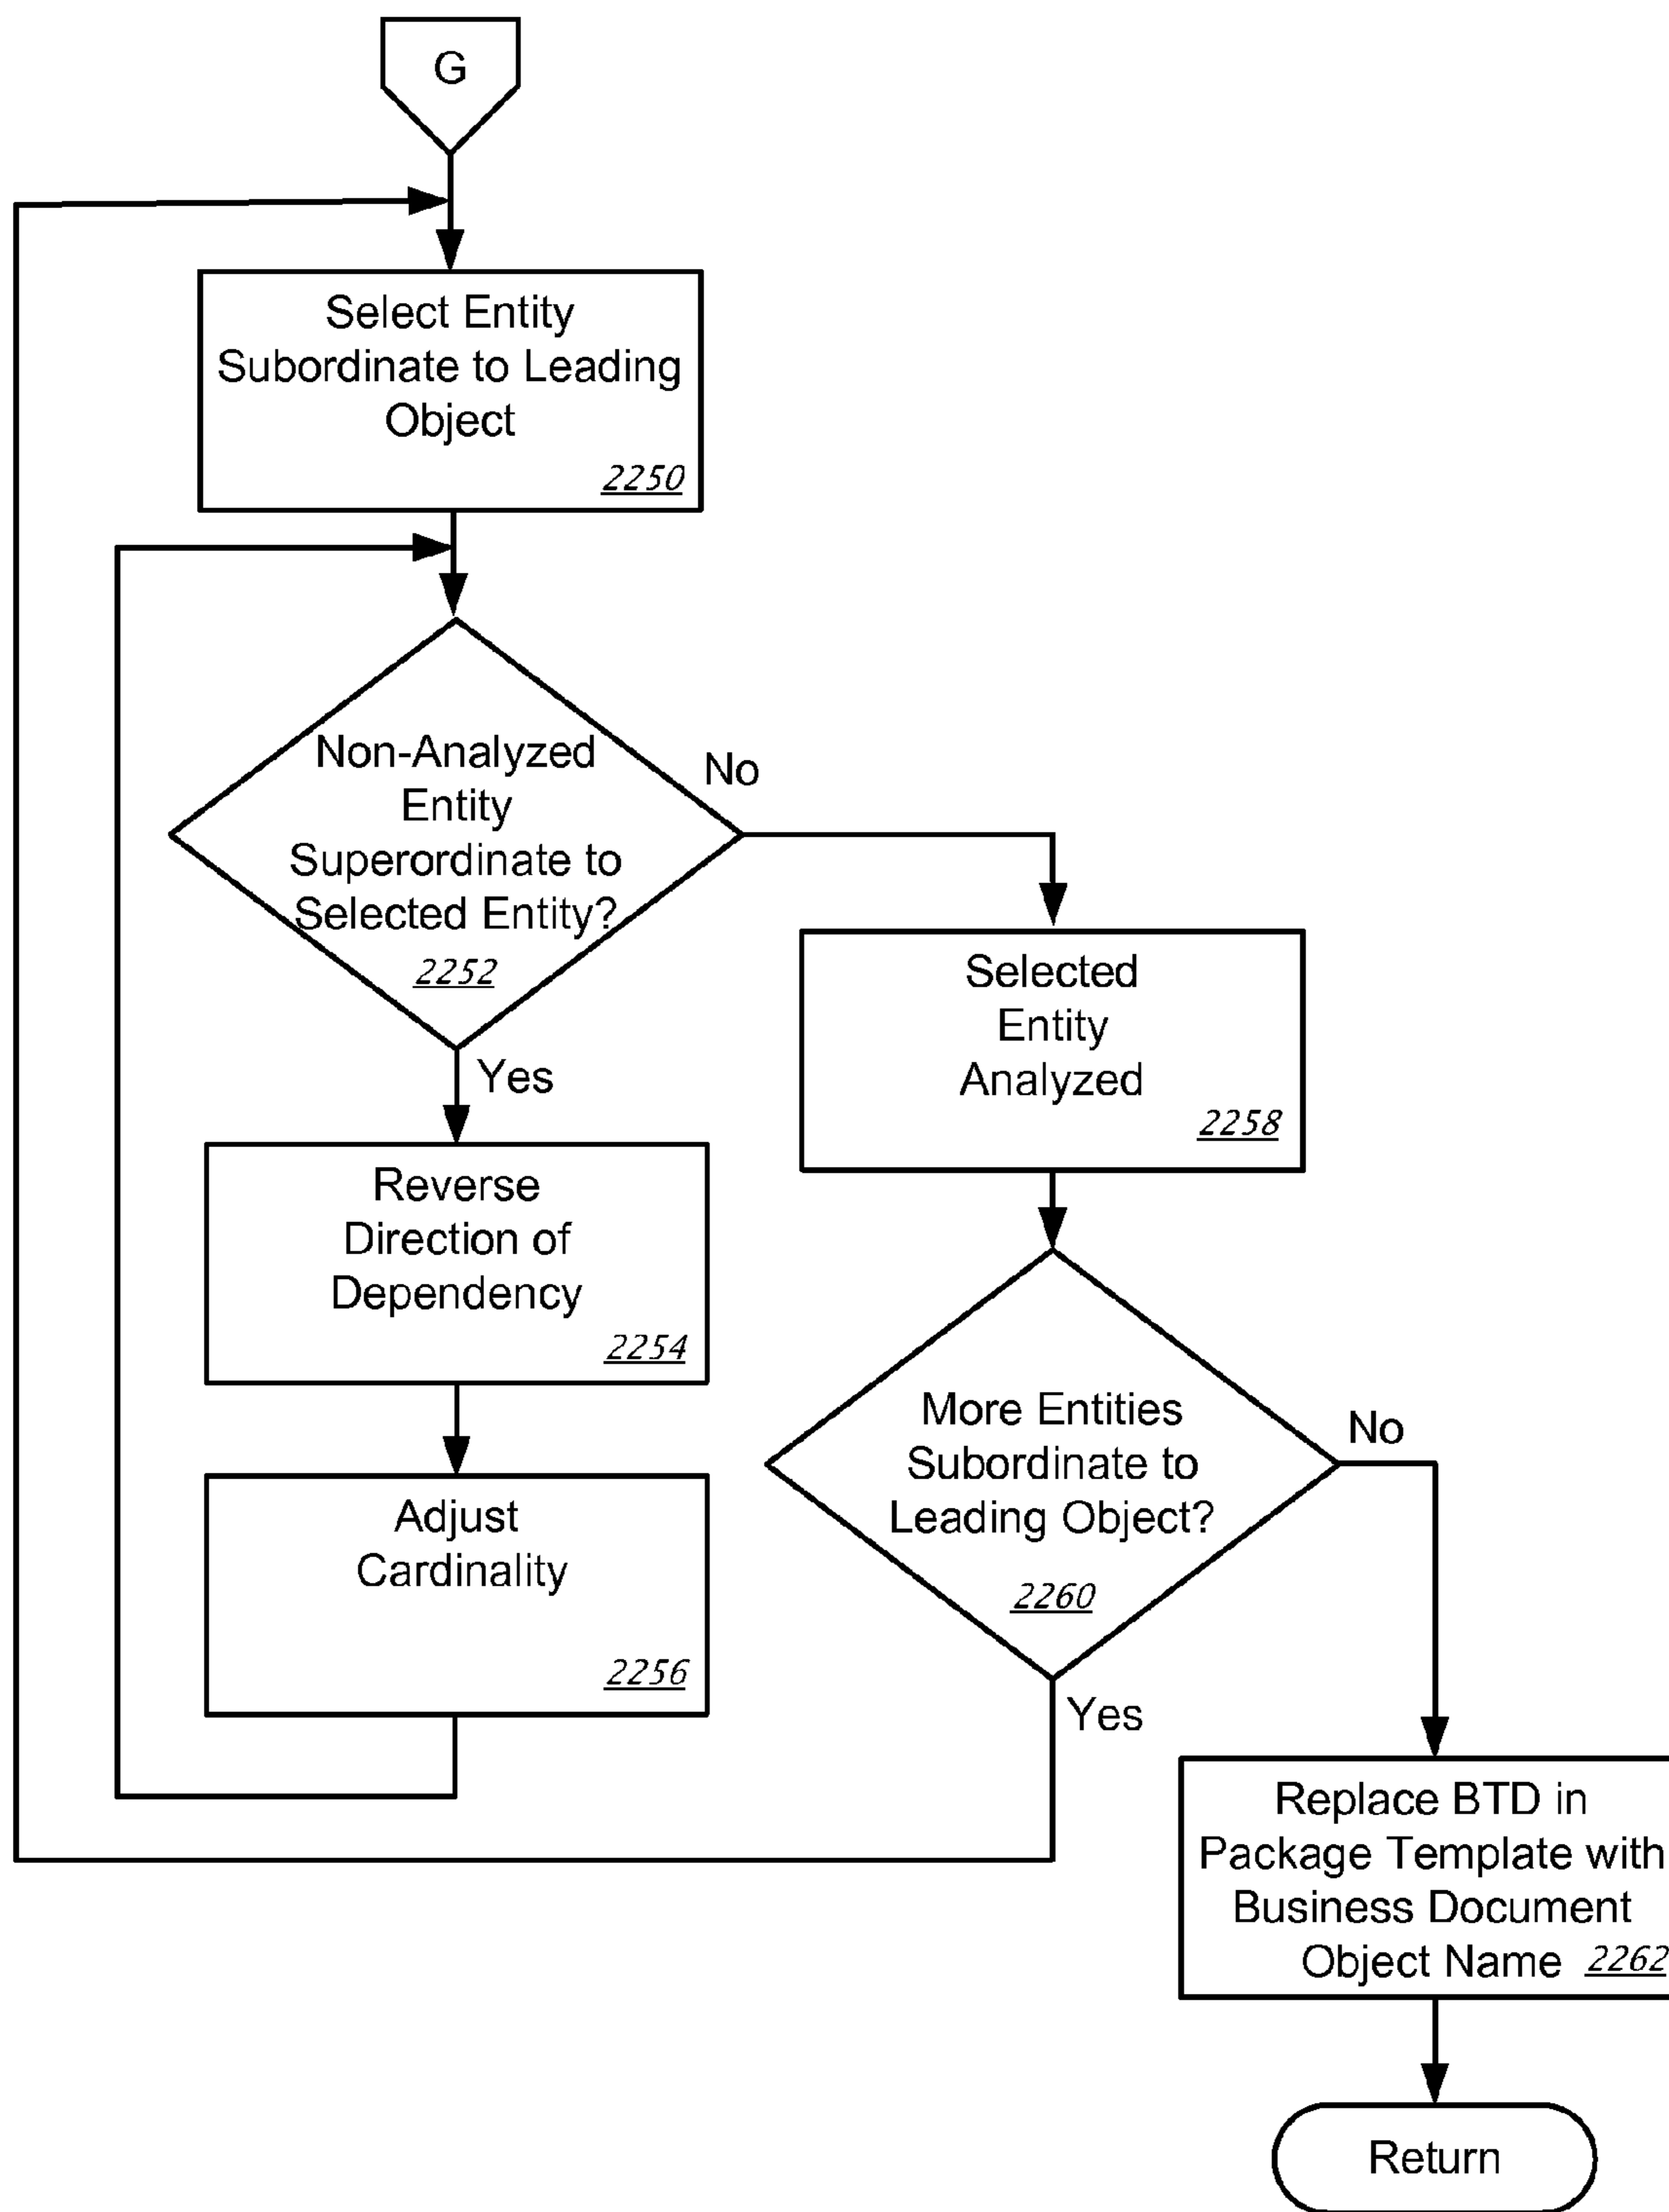 G
Select Entity
Subordinate to Leading
Object
2250
Non-Analyzed
Entity
Superordinate to
Selected Entity?
2252
No
Yes
Selected
Entity
Analyzed
2258
Reverse
Direction of
Dependency
2254
Adjust
Cardinality
2256
More Entities
Subordinate to
Leading Object?
2260
No
Yes
Replace BTD in
Package Template with
Business Document
Object Name 2262
Return